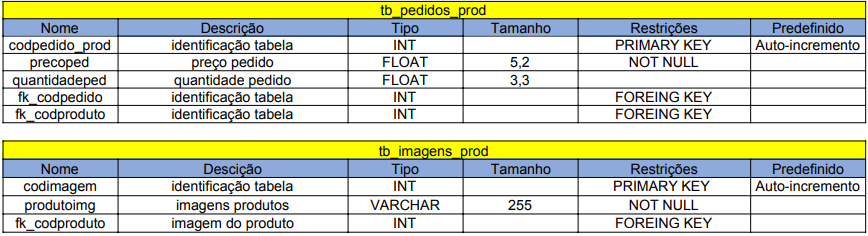 tb_pedidos_prod
Nome Descrição Tipo Tamanho Restrições Predefinido
codpedido_prod identificação tabela INT PRIMARY KEY Auto-incremento
precoped preço pedido FLOAT 5,2 NOT NULL
quantidadeped quantidade pedido FLOAT 3,3
fk_codpedido identificação tabela INT FOREING KEY
fk_codproduto identificação tabela INT FOREING KEY
tb_imagens_prod
Nome Descição Tipo Tamanho Restrições Predefinido
codimagem identificação tabela INT PRIMARY KEY Auto-incremento
produtoimg imagens produtos VARCHAR 255 NOT NULL
fk_codproduto imagem do produto INT FOREING KEY